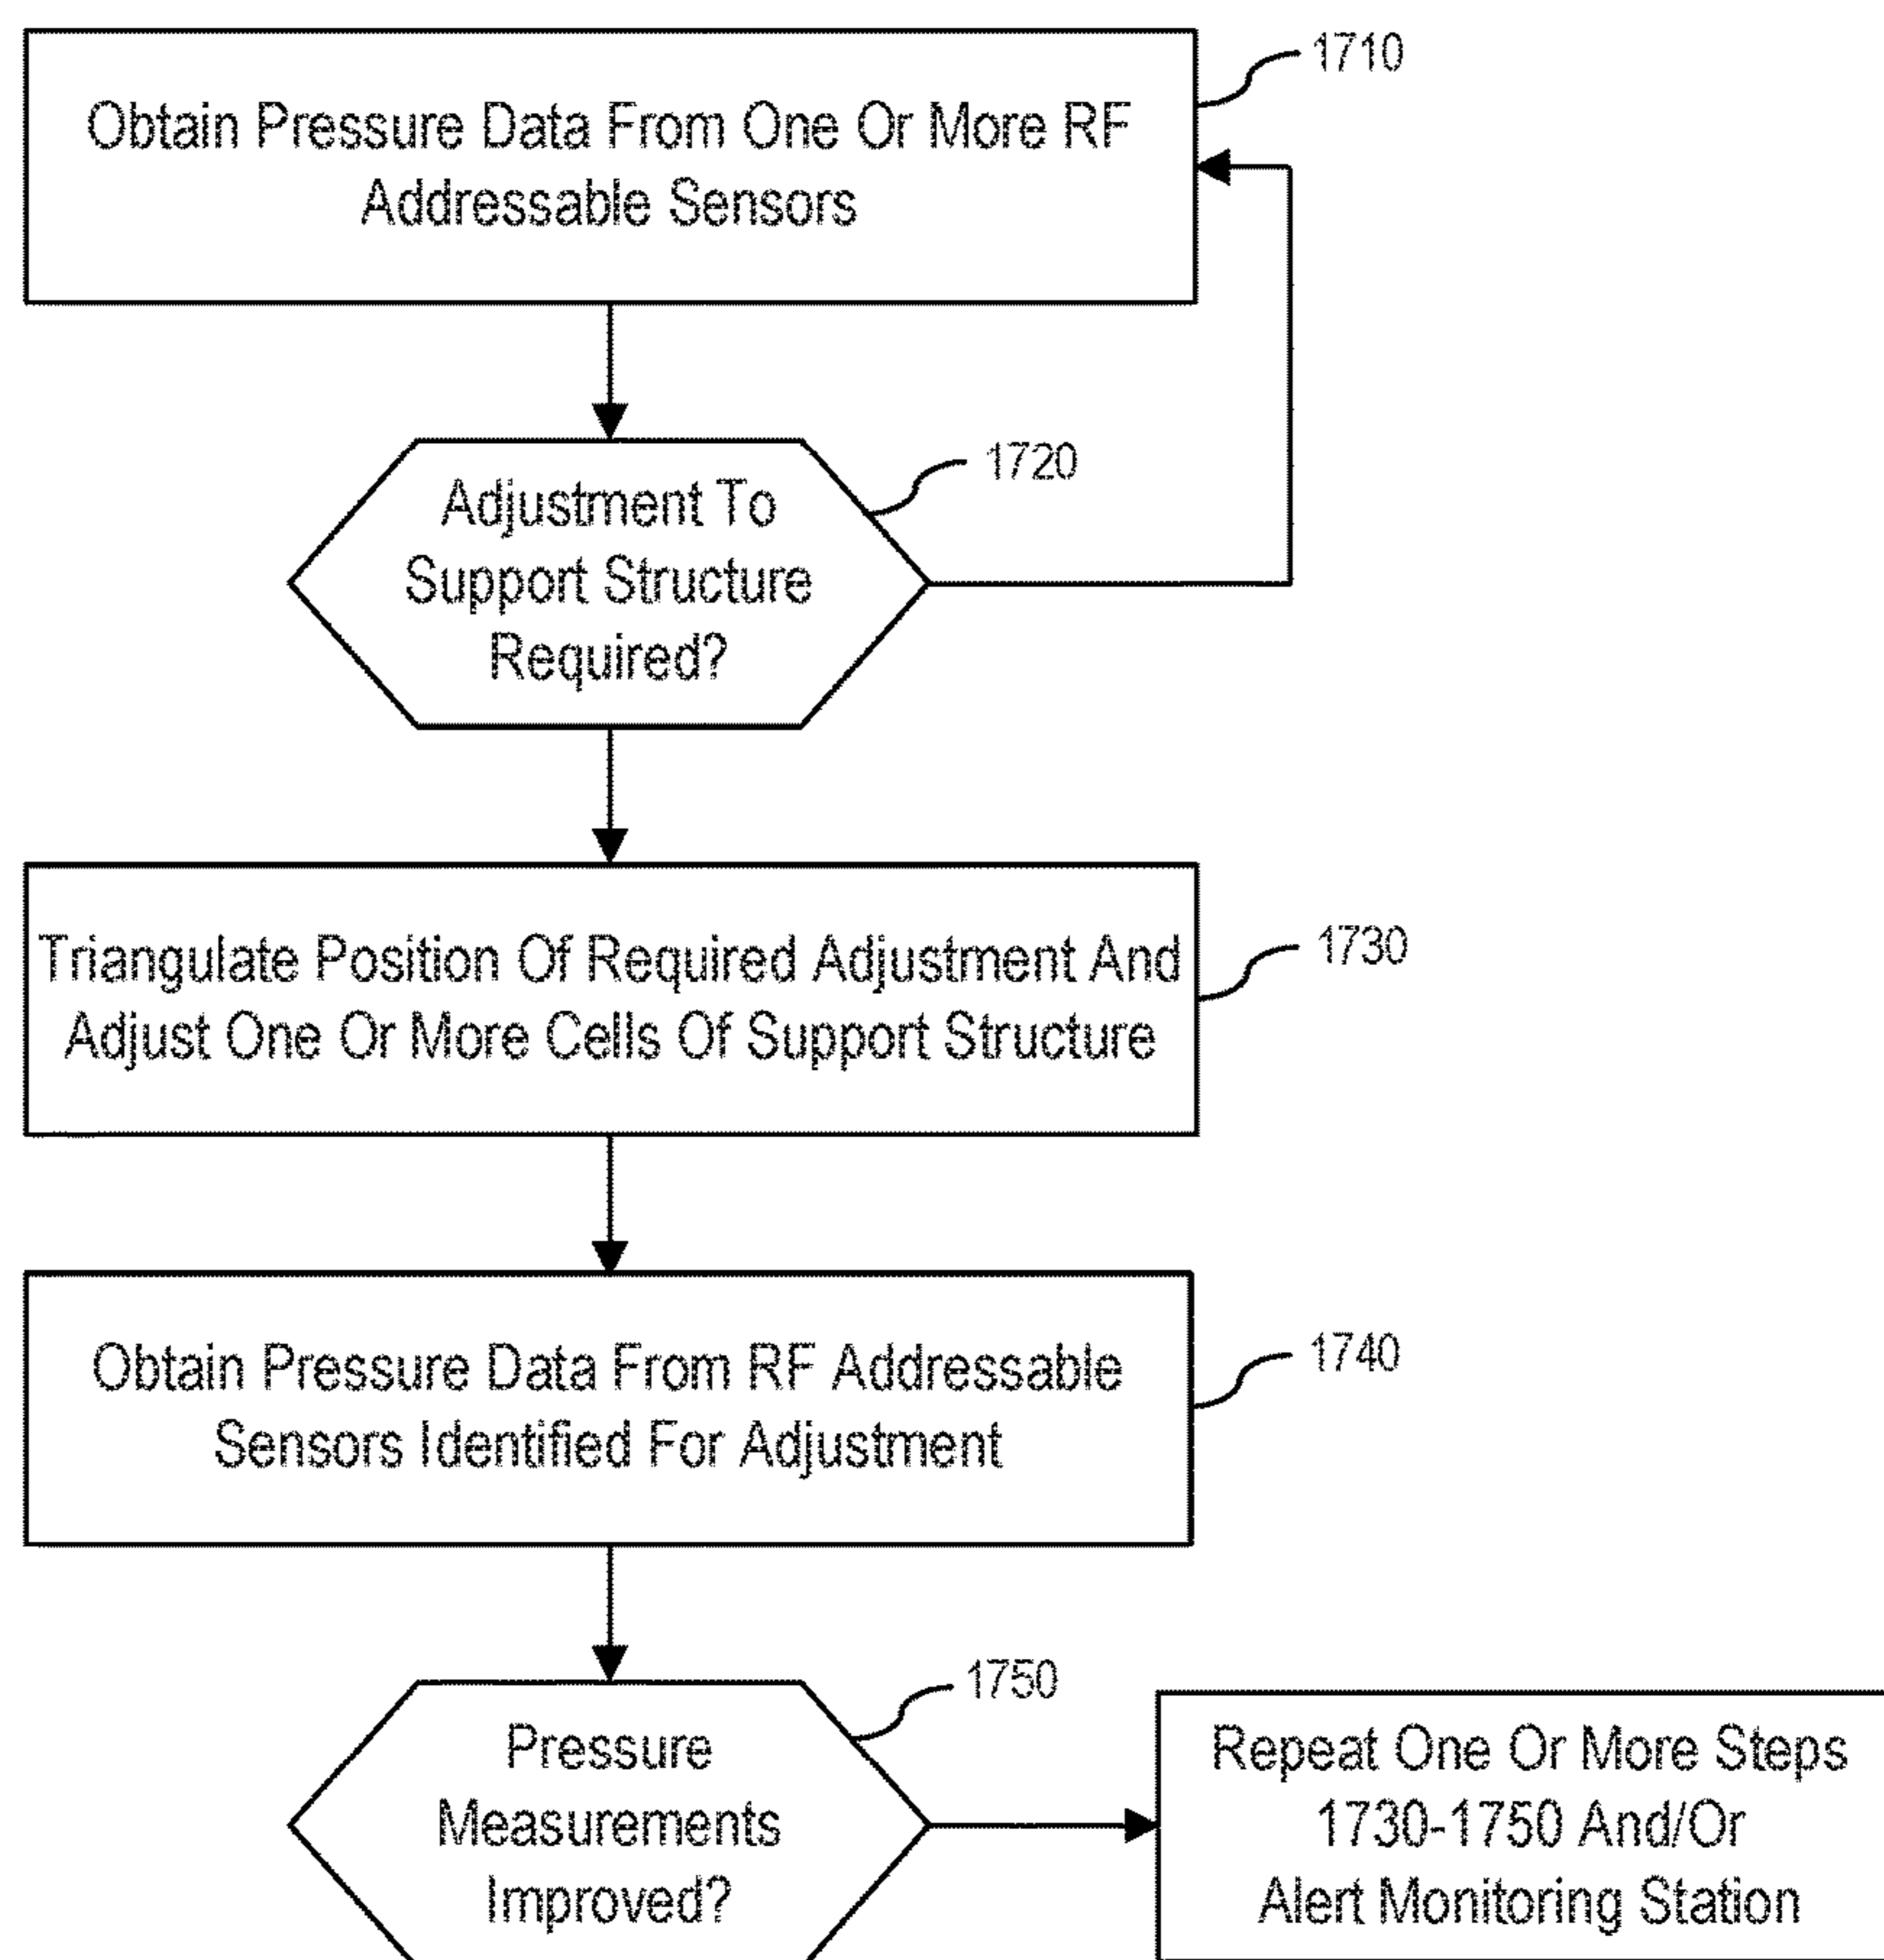 1710
Obtain Pressure Data From One Or More RF
Addressable Sensors
1720
Adjustment To
Support Structure
Required?
1730
Triangulate Position Of Required Adjustment And
Adjust One Or More Cells Of Support Structure
1740
Obtain Pressure Data From RF Addressable
Sensors Identified For Adjustment
1750
Pressure
Measurements
Improved?
Repeat One Or More Steps
1730-1750 And/Or
Alert Monitoring Station